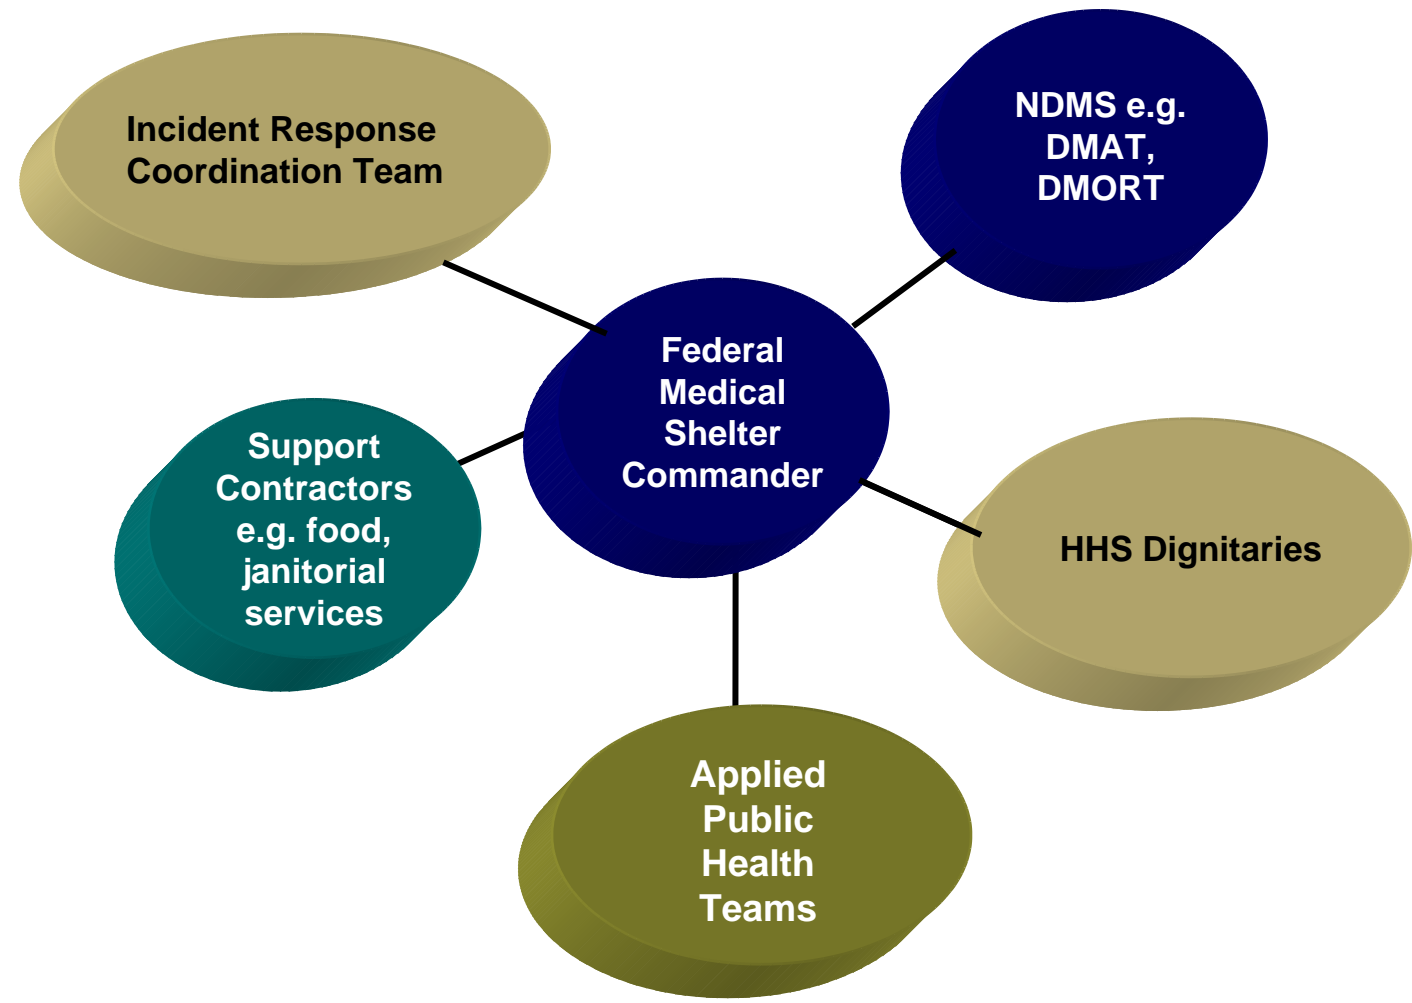 Incident Response
Coordination Team
NDMS e.g.
DMAT,
DMORT
Federal
Medical
Shelter
Commander
Support
Contractors
e.g. food,
janitorial
services
HHS Dignitaries
Applied
Public
Health
Teams